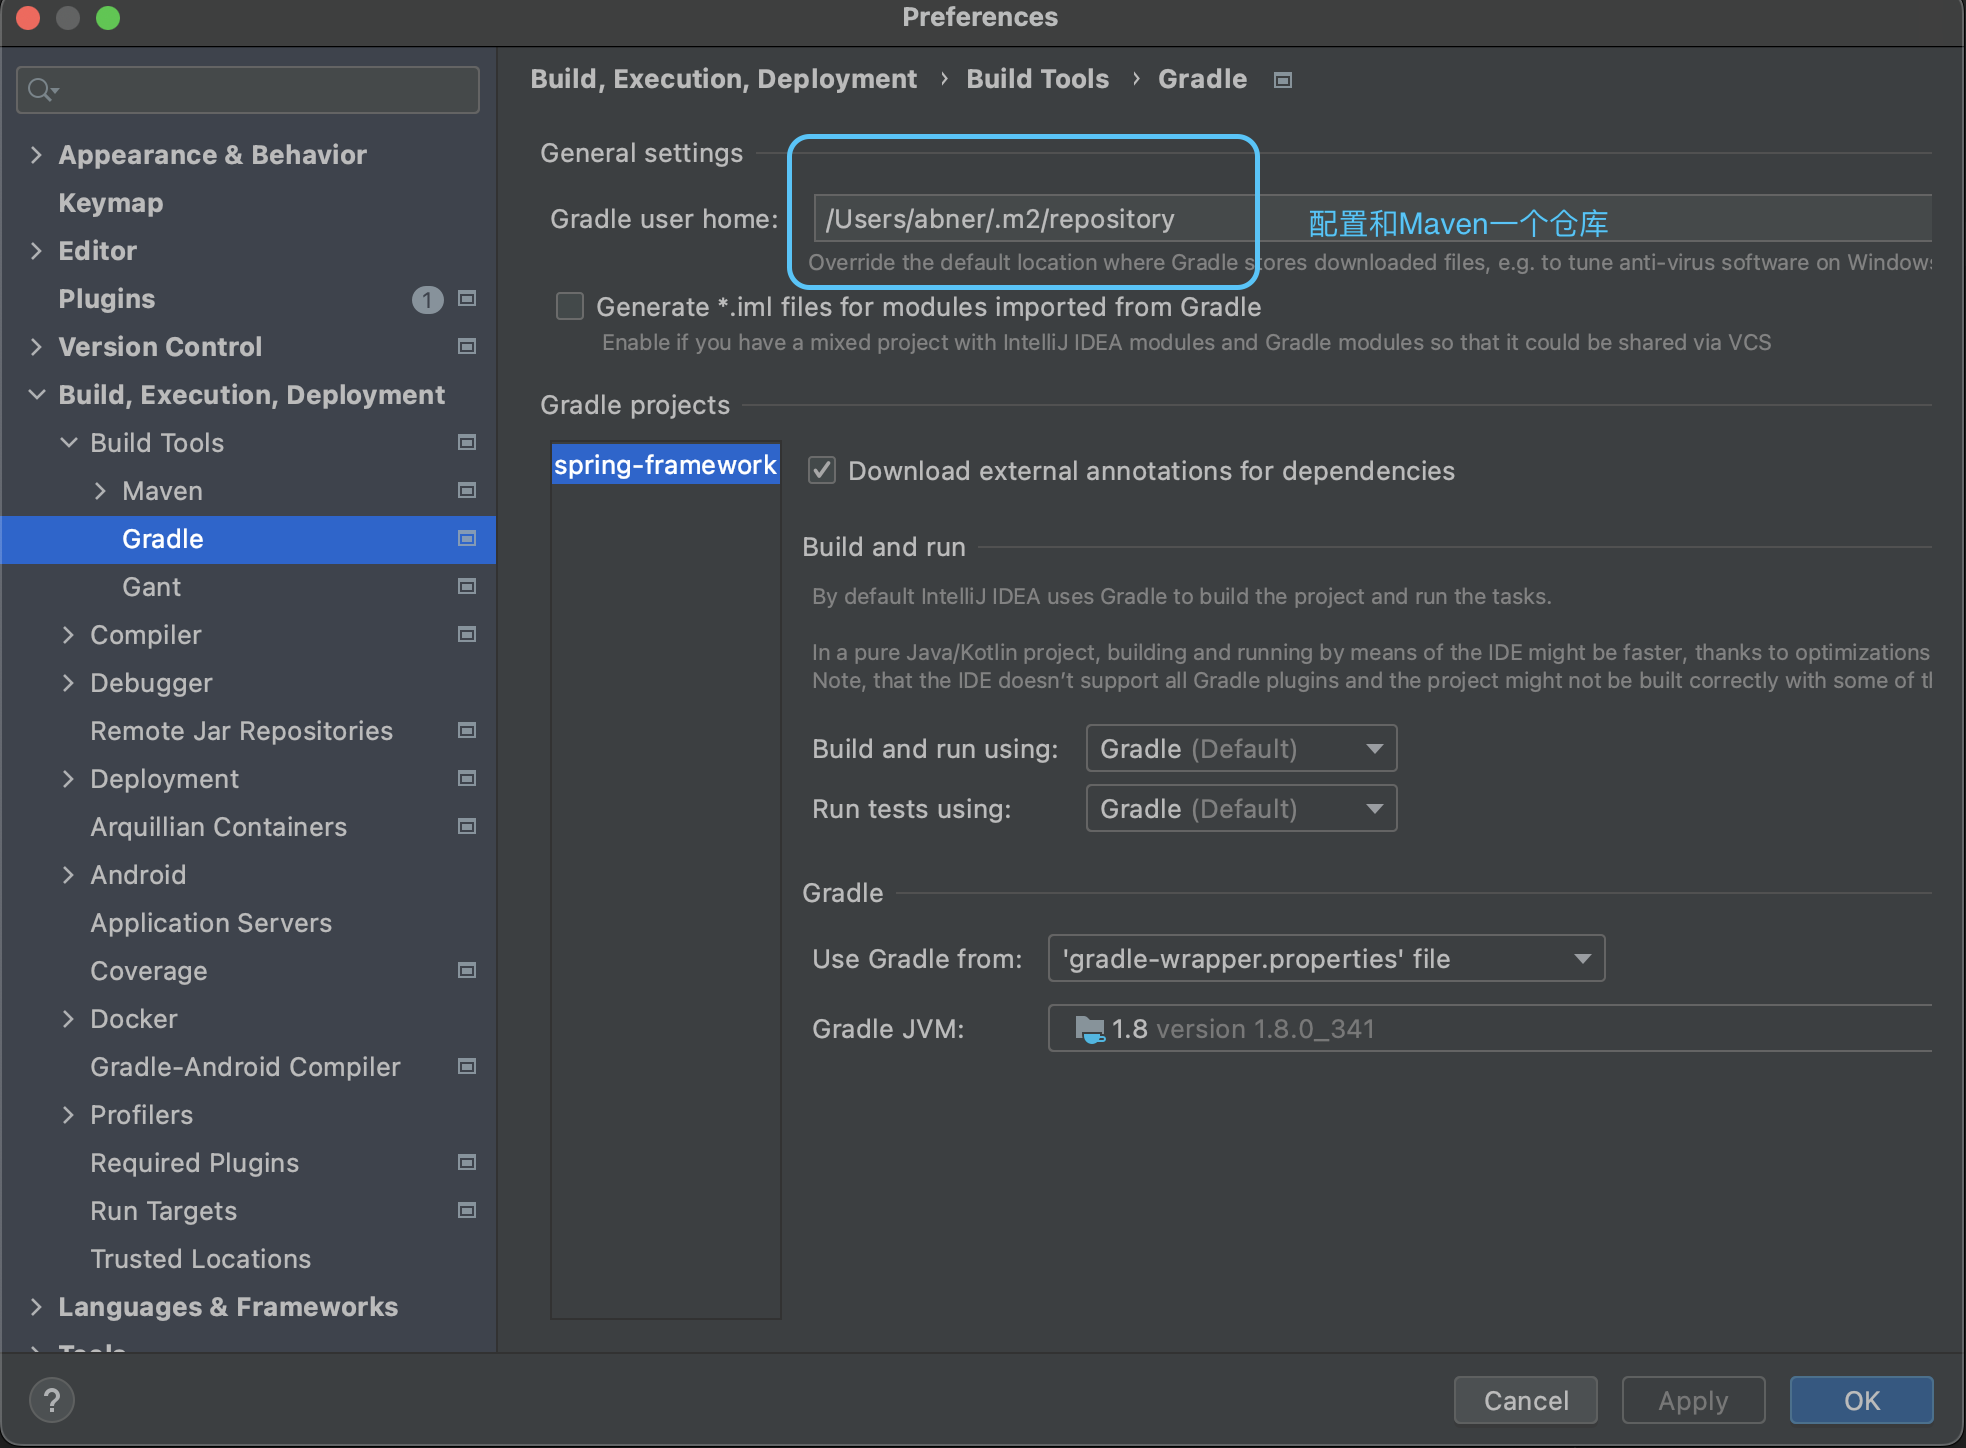 Preferences
Appearance & Behavior
Keymap
Editor
Plugins 1
Version Control
Build, Execution, Deployment
Build Tools
Maven
Gradle
Gant
Compiler
Debugger
Remote Jar Repositories
Deployment
Arquillian Containers
Android
Application Servers
Coverage
Docker
Gradle-Android Compiler
Profilers
Required Plugins
Run Targets
Trusted Locations
Languages & Frameworks
Tools
Build, Execution, Deployment › Build Tools › Gradle
General settings
Gradle user home: /Users/abner/.m2/repository 配置和Maven一个仓库
Override the default location where Gradle stores downloaded files, e.g. to tune anti-virus software on Windows
Generate *.iml files for modules imported from Gradle
Enable if you have a mixed project with IntelliJ IDEA modules and Gradle modules so that it could be shared via VCS
Gradle projects
spring-framework
Download external annotations for dependencies
Build and run
By default IntelliJ IDEA uses Gradle to build the project and run the tasks.
In a pure Java/Kotlin project, building and running by means of the IDE might be faster, thanks to optimizations
Note, that the IDE doesn't support all Gradle plugins and the project might not be built correctly with some of
Build and run using: Gradle (Default)
Run tests using: Gradle (Default)
Gradle
Use Gradle from: 'gradle-wrapper.properties' file
Gradle JVM: 1.8 version 1.8.0_341
? Cancel Apply OK